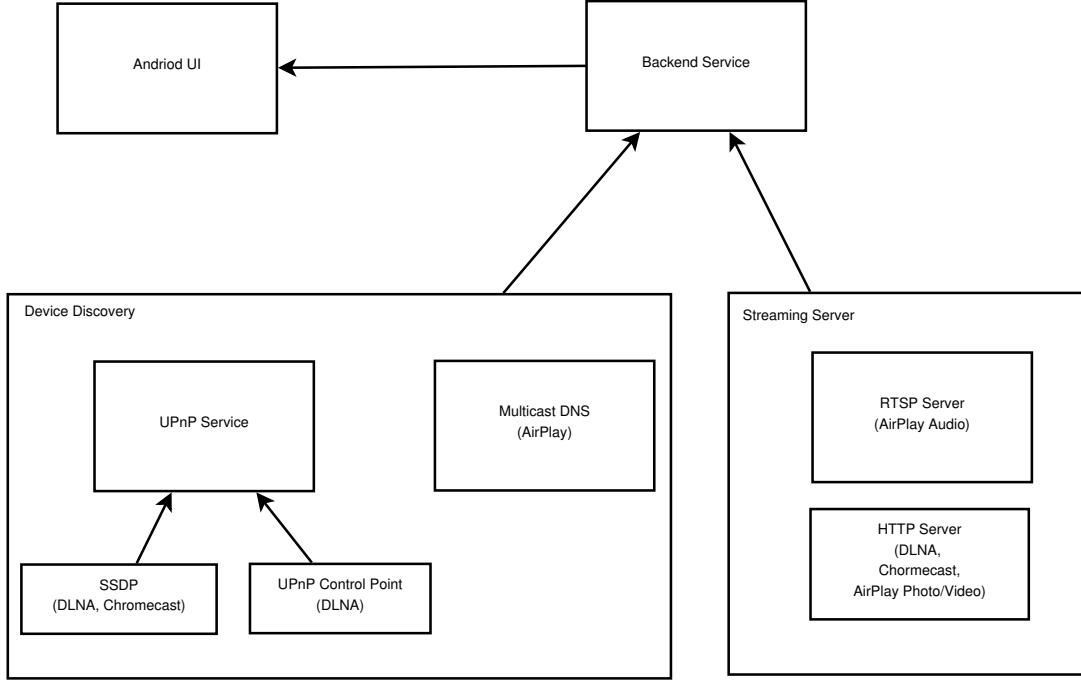 Andriod UI
Backend Service
Device Discovery
UPnP Service
Multicast DNS
(AirPlay)
SSDP
(DLNA, Chromecast)
UPnP Control Point
(DLNA)
Streaming Server
RTSP Server
(AirPlay Audio)
HTTP Server
(DLNA,
Chormecast,
AirPlay Photo/Video)